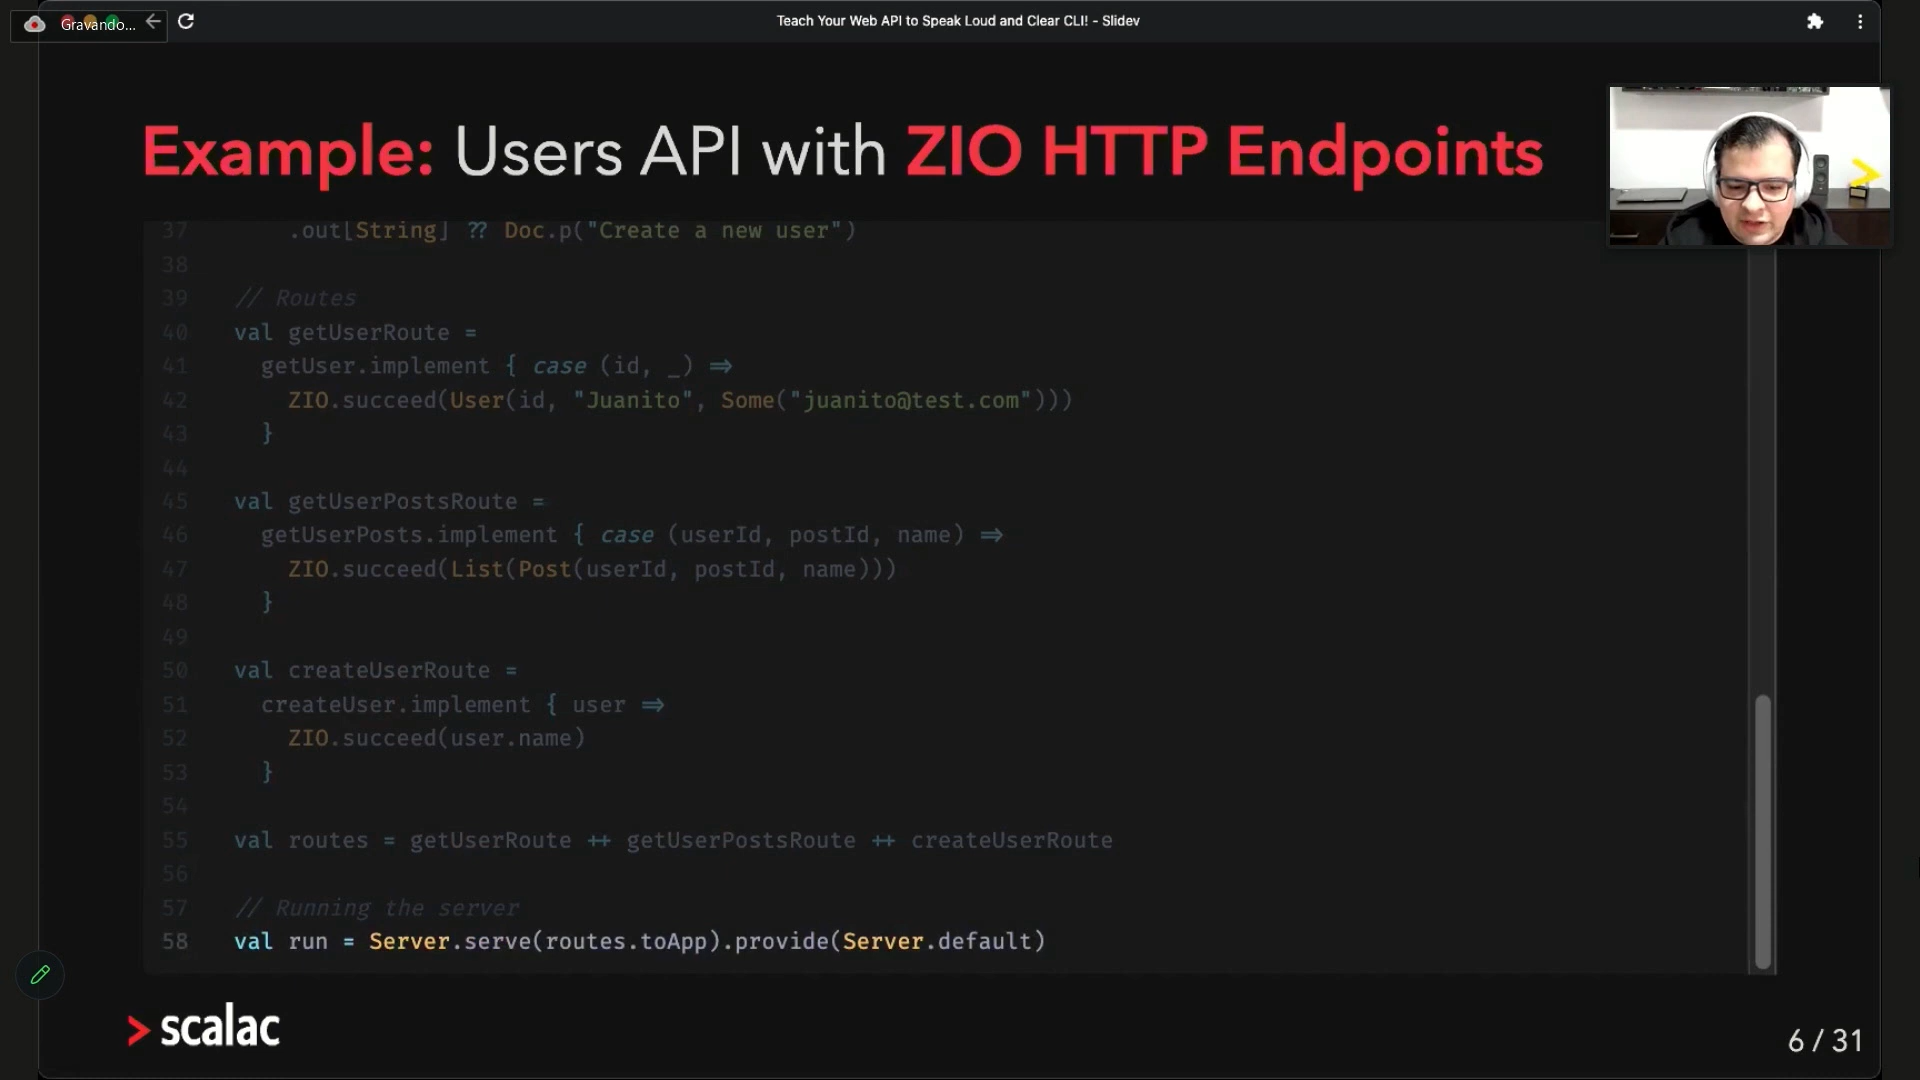 Gravando...
Teach Your Web API to Speak Loud and Clear CLI! - Slidev
Example: Users API with ZIO HTTP Endpoints
37 .out[String] ?? Doc.p("Create a new user")
38
39 // Routes
40 val getUserRoute =
41 getUser.implement { case (id, _) =>
42 ZIO.succeed(User(id, "Juanito", Some("juanito@test.com")))
43 }
44
45 val getUserPostsRoute =
46 getUserPosts.implement { case (userId, postId, name) =>
47 ZIO.succeed(List(Post(userId, postId, name)))
48 }
49
50 val createUserRoute =
51 createUser.implement { user =>
52 ZIO.succeed(user.name)
53 }
54
55 val routes = getUserRoute ++ getUserPostsRoute ++ createUserRoute
56
57 // Running the server
58 val run = Server.serve(routes.toApp).provide(Server.default)
scalac
6 / 31